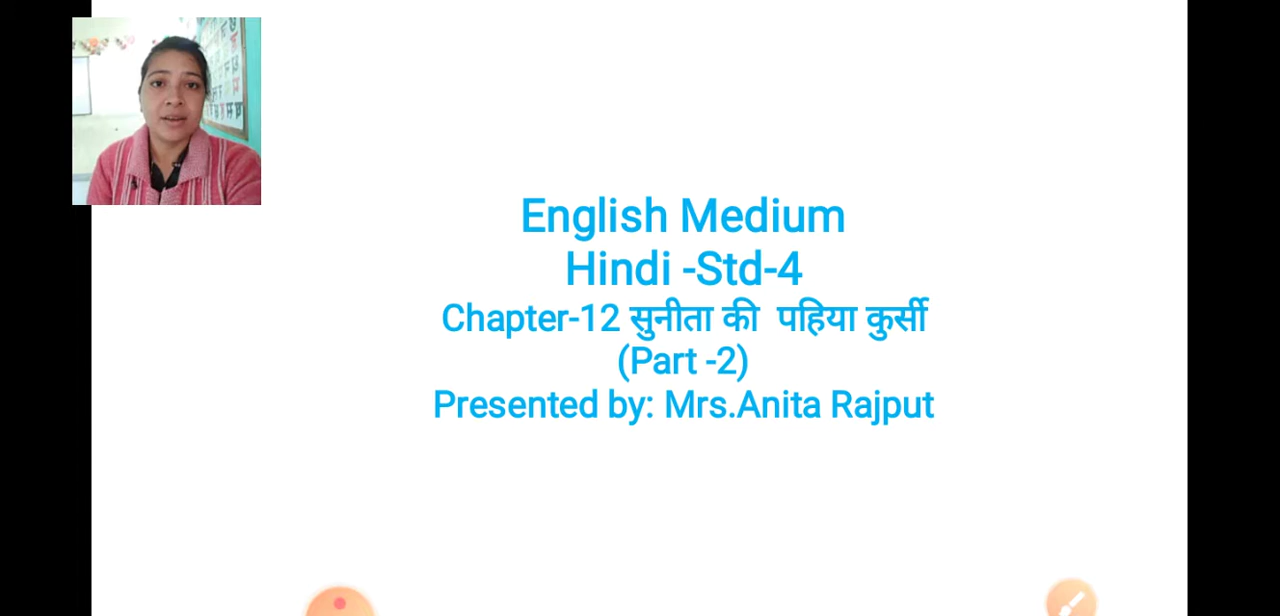 English Medium
Hindi -Std-4
Chapter-12 सुनीता की पहिया कुर्सी
(Part -2)
Presented by: Mrs.Anita Rajput